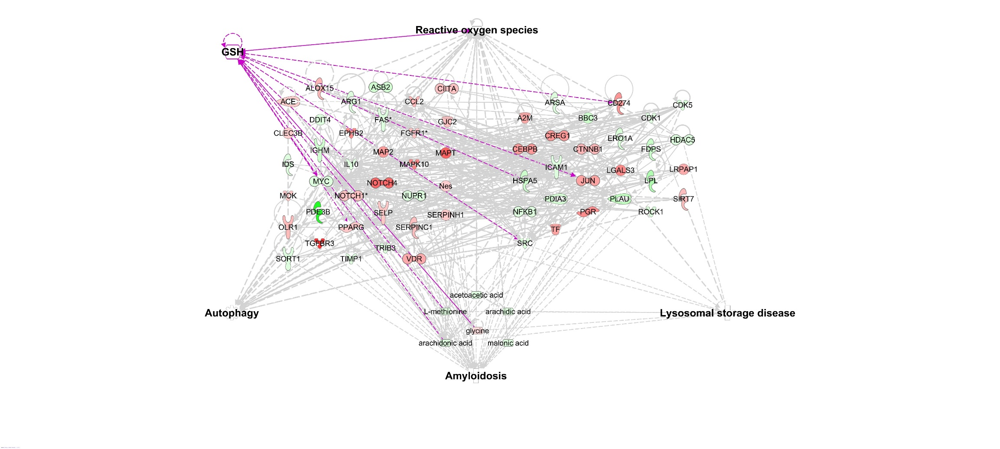 Reactive oxygen species
GSH
ALOX15
ASB2
CIITA
ACE
ARG1
CCL2
ARSA
CD274
CDK5
DDIT4
FAS*
GJC2
A2M
BBC3
CDK1
CLEC3B
EPHB2
FGFR1*
CREG1
ERO1A
HDAC5
IGHM
MAP2
MAPT
CEBPB
CTNNB1
FDPS
IDS
IL10
MAPK10
ICAM1
LGALS3
LRPAP1
MYC
NOTCH4
Nes
HSPA5
JUN
LPL
MOK
NOTCH1*
NUPR1
PDIA3
PLAU
SIRT7
PDE3B
SELP
SERPINH1
NFKB1
PGR
ROCK1
OLR1
PPARG
SERPINC1
TF
TGFBR3
TRIB3
SRC
SORT1
TIMP1
VDR
acetoacetic acid
Autophagy
L-methionine
arachidic acid
Lysosomal storage disease
glycine
arachidonic acid
malonic acid
Amyloidosis